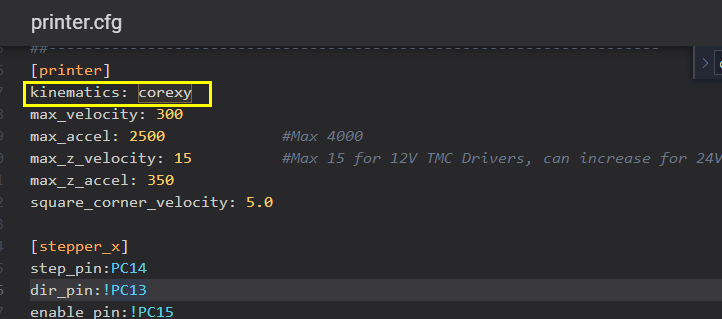 printer.cfg
##---------------------------------------------------------------
[printer]
kinematics: corexy
max_velocity: 300
max_accel: 2500 #Max 4000
max_z_velocity: 15 #Max 15 for 12V TMC Drivers, can increase for 24V
max_z_accel: 350
square_corner_velocity: 5.0
[stepper_x]
step_pin:PC14
dir_pin:!PC13
enable_pin:!PC15